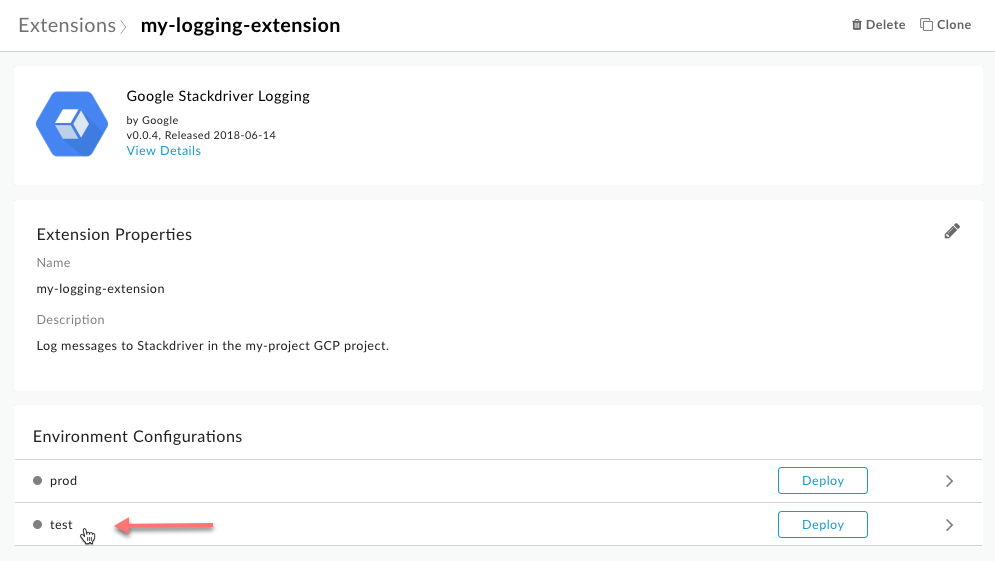 Extensions my-logging-extension Delete Clone
Google Stackdriver Logging
by Google
v0.0.4, Released 2018-06-14
View Details
Extension Properties
Name
my-logging-extension
Description
Log messages to Stackdriver in the my-project GCP project.
Environment Configurations
prod Deploy
test Deploy